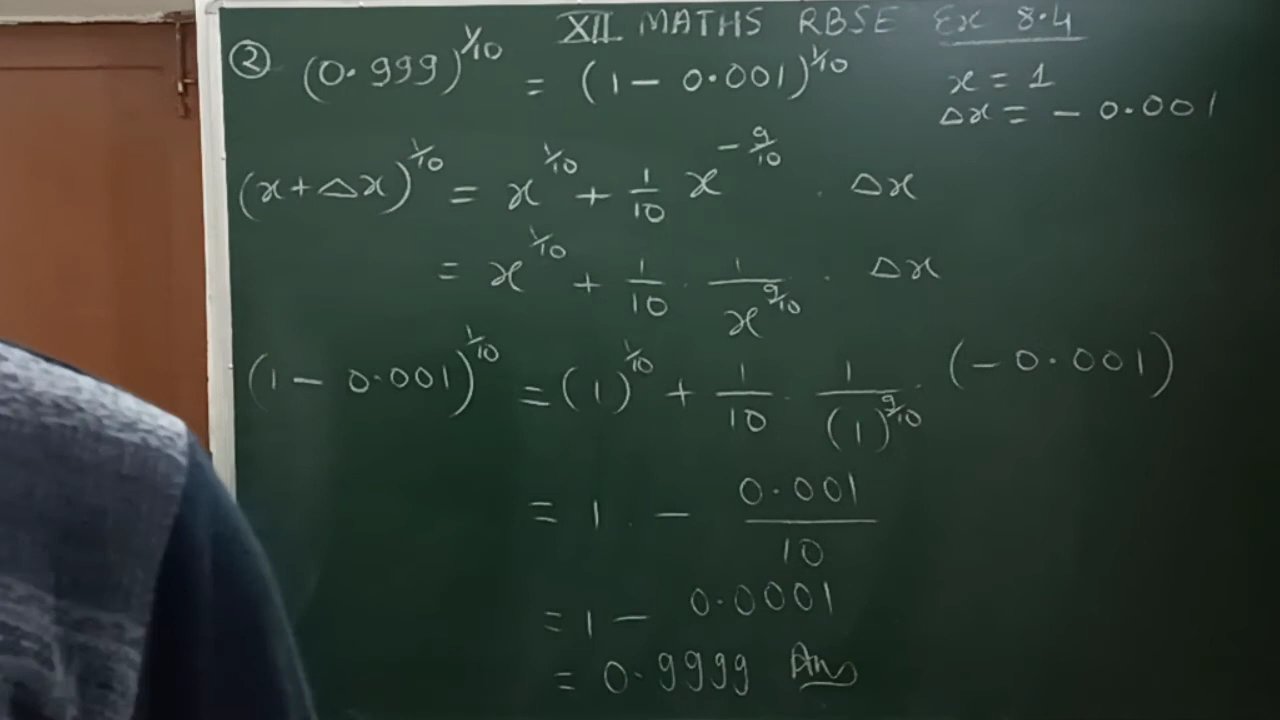 XII MATHS RBSE Ex 8.4
② (0.999)^1/10 = (1 - 0.001)^1/10
x = 1
Δx = - 0.001
(x + Δx)^1/10 = x^1/10 + 1/10 x^-9/10 . Δx
= x^1/10 + 1/10 . 1/x^9/10 . Δx
(1 - 0.001)^1/10 = (1)^1/10 + 1/10 . 1/(1)^9/10 . (- 0.001)
= 1 - 0.001/10
= 1 - 0.0001
= 0.9999 Ans